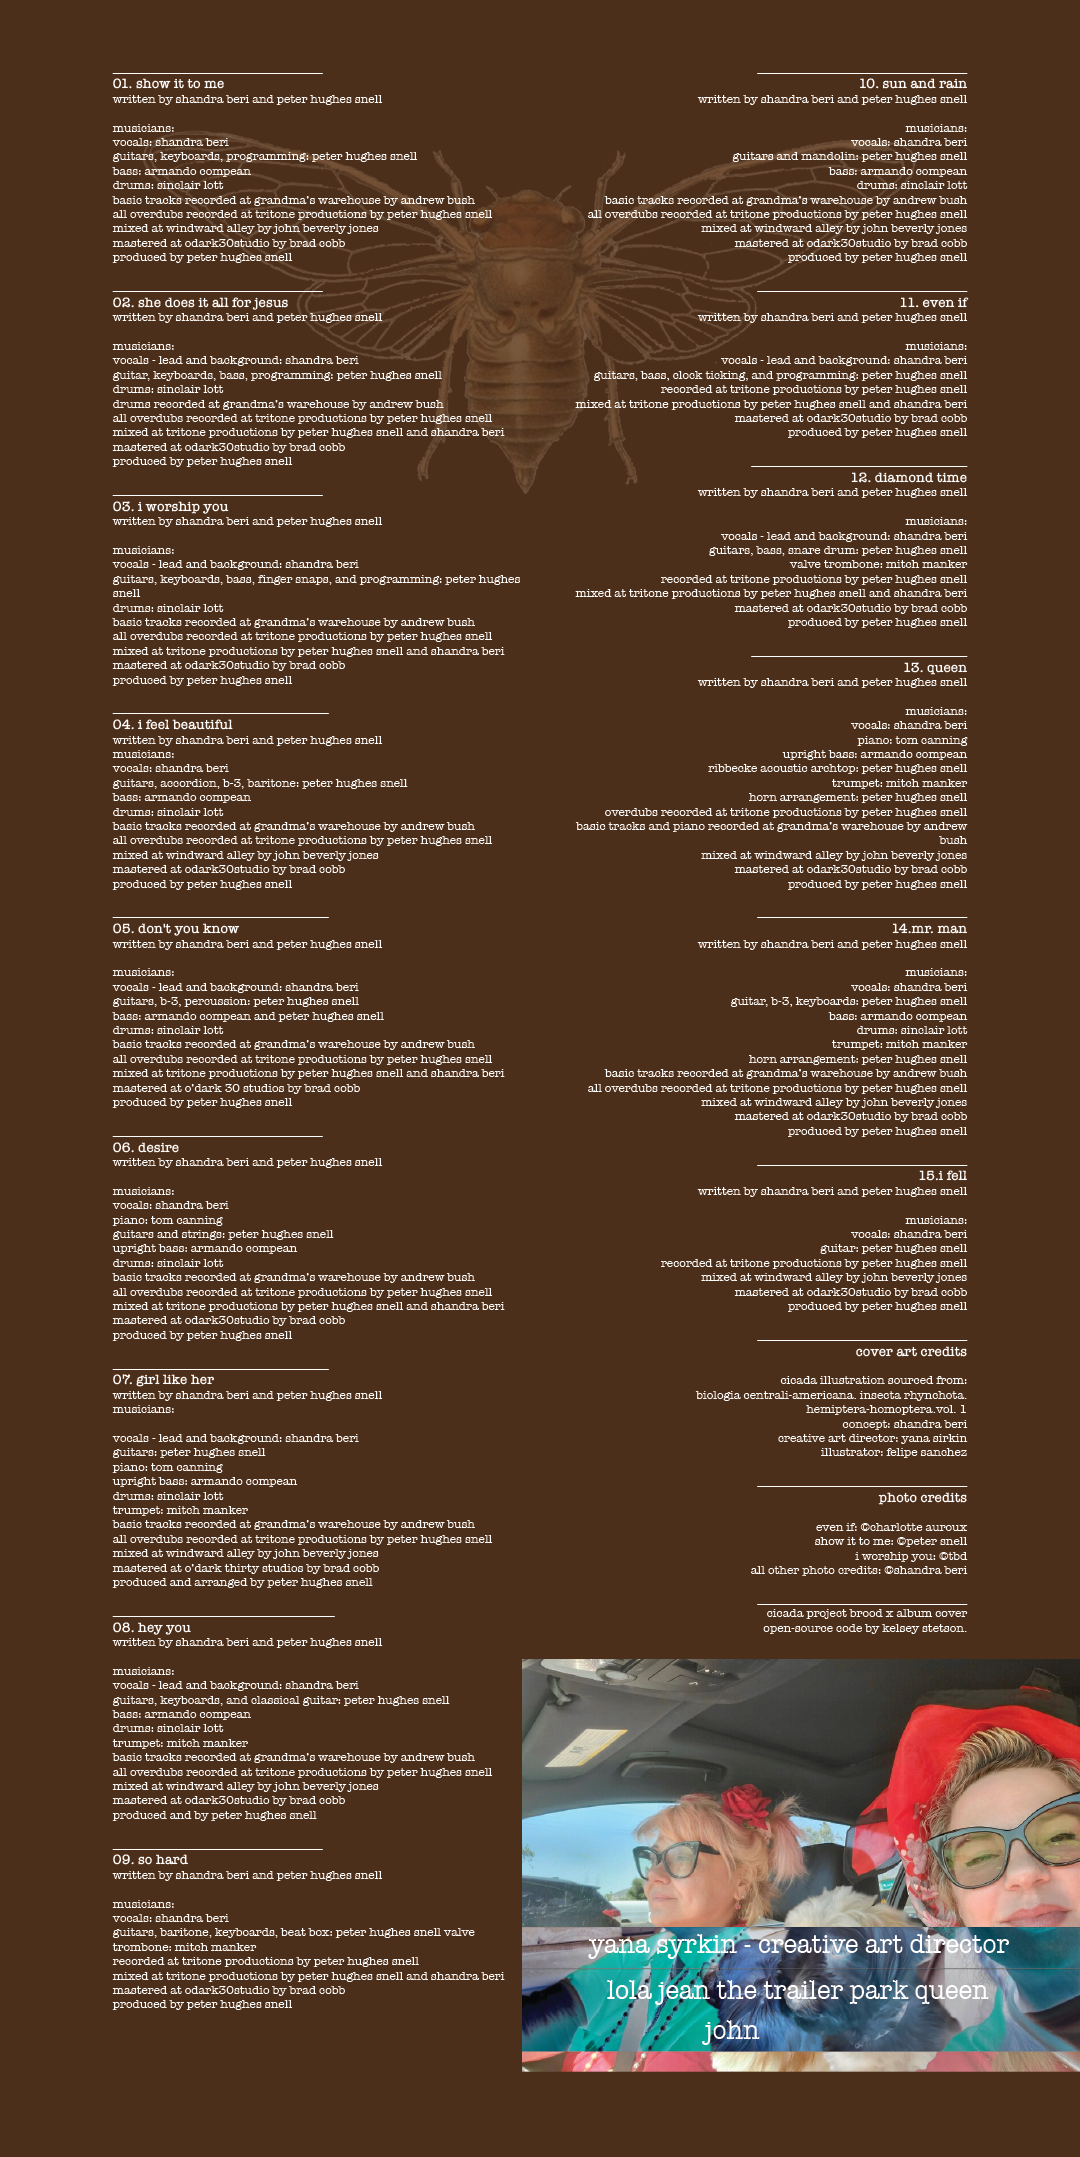 01. show it to me
written by shandra beri and peter hughes snell
musicians:
vocals: shandra beri
guitars, keyboards, programming: peter hughes snell
bass: armando compean
drums: sinclair lott
basic tracks recorded at grandma's warehouse by andrew bush
all overdubs recorded at tritone productions by peter hughes snell
mixed at windward alley by john beverly jones
mastered at odark30studio by brad cobb
produced by peter hughes snell
02. she does it all for jesus
written by shandra beri and peter hughes snell
musicians:
vocals - lead and background: shandra beri
guitar, keyboards, bass, programming: peter hughes snell
drums: sinclair lott
drums recorded at grandma's warehouse by andrew bush
all overdubs recorded at tritone productions by peter hughes snell
mixed at tritone productions by peter hughes snell and shandra beri
mastered at odark30studio by brad cobb
produced by peter hughes snell
03. i worship you
written by shandra beri and peter hughes snell
musicians:
vocals - lead and background: shandra beri
guitars, keyboards, bass, finger snaps, and programming: peter hughes
snell
drums: sinclair lott
basic tracks recorded at grandma's warehouse by andrew bush
all overdubs recorded at tritone productions by peter hughes snell
mixed at tritone productions by peter hughes snell and shandra beri
mastered at odark30studio by brad cobb
produced by peter hughes snell
04. i feel beautiful
written by shandra beri and peter hughes snell
musicians:
vocals: shandra beri
guitars, accordion, b-3, baritone: peter hughes snell
bass: armando compean
drums: sinclair lott
basic tracks recorded at grandma's warehouse by andrew bush
all overdubs recorded at tritone productions by peter hughes snell
mixed at windward alley by john beverly jones
mastered at odark30studio by brad cobb
produced by peter hughes snell
05. don't you know
written by shandra beri and peter hughes snell
musicians:
vocals - lead and background: shandra beri
guitars, b-3, percussion: peter hughes snell
bass: armando compean and peter hughes snell
drums: sinclair lott
basic tracks recorded at grandma's warehouse by andrew bush
all overdubs recorded at tritone productions by peter hughes snell
mixed at tritone productions by peter hughes snell and shandra beri
mastered at o'dark 30 studios by brad cobb
produced by peter hughes snell
06. desire
written by shandra beri and peter hughes snell
musicians:
vocals: shandra beri
piano: tom canning
guitars and strings: peter hughes snell
upright bass: armando compean
drums: sinclair lott
basic tracks recorded at grandma's warehouse by andrew bush
all overdubs recorded at tritone productions by peter hughes snell
mixed at tritone productions by peter hughes snell and shandra beri
mastered at odark30studio by brad cobb
produced by peter hughes snell
07. girl like her
written by shandra beri and peter hughes snell
musicians:
vocals - lead and background: shandra beri
guitars: peter hughes snell
piano: tom canning
upright bass: armando compean
drums: sinclair lott
trumpet: mitch manker
basic tracks recorded at grandma's warehouse by andrew bush
all overdubs recorded at tritone productions by peter hughes snell
mixed at windward alley by john beverly jones
mastered at o'dark thirty studios by brad cobb
produced and arranged by peter hughes snell
08. hey you
written by shandra beri and peter hughes snell
musicians:
vocals - lead and background: shandra beri
guitars, keyboards, and classical guitar: peter hughes snell
bass: armando compean
drums: sinclair lott
trumpet: mitch manker
basic tracks recorded at grandma's warehouse by andrew bush
all overdubs recorded at tritone productions by peter hughes snell
mixed at windward alley by john beverly jones
mastered at odark30studio by brad cobb
produced and by peter hughes snell
09. so hard
written by shandra beri and peter hughes snell
musicians:
vocals: shandra beri
guitars, baritone, keyboards, beat box: peter hughes snell valve
trombone: mitch manker
recorded at tritone productions by peter hughes snell
mixed at tritone productions by peter hughes snell and shandra beri
mastered at odark30studio by brad cobb
produced by peter hughes snell
10. sun and rain
written by shandra beri and peter hughes snell
musicians:
vocals: shandra beri
guitars and mandolin: peter hughes snell
bass: armando compean
drums: sinclair lott
basic tracks recorded at grandma's warehouse by andrew bush
all overdubs recorded at tritone productions by peter hughes snell
mixed at windward alley by john beverly jones
mastered at odark30studio by brad cobb
produced by peter hughes snell
11. even if
written by shandra beri and peter hughes snell
musicians:
vocals - lead and background: shandra beri
guitars, bass, clock ticking, and programming: peter hughes snell
recorded at tritone productions by peter hughes snell
mixed at tritone productions by peter hughes snell and shandra beri
mastered at odark30studio by brad cobb
produced by peter hughes snell
12. diamond time
written by shandra beri and peter hughes snell
musicians:
vocals - lead and background: shandra beri
guitars, bass, snare drum: peter hughes snell
valve trombone: mitch manker
recorded at tritone productions by peter hughes snell
mixed at tritone productions by peter hughes snell and shandra beri
mastered at odark30studio by brad cobb
produced by peter hughes snell
13. queen
written by shandra beri and peter hughes snell
musicians:
vocals: shandra beri
piano: tom canning
upright bass: armando compean
ribbecke acoustic archtop: peter hughes snell
trumpet: mitch manker
horn arrangement: peter hughes snell
overdubs recorded at tritone productions by peter hughes snell
basic tracks and piano recorded at grandma's warehouse by andrew
bush
mixed at windward alley by john beverly jones
mastered at odark30studio by brad cobb
produced by peter hughes snell
14.mr. man
written by shandra beri and peter hughes snell
musicians:
vocals: shandra beri
guitar, b-3, keyboards: peter hughes snell
bass: armando compean
drums: sinclair lott
trumpet: mitch manker
horn arrangement: peter hughes snell
basic tracks recorded at grandma's warehouse by andrew bush
all overdubs recorded at tritone productions by peter hughes snell
mixed at windward alley by john beverly jones
mastered at odark30studio by brad cobb
produced by peter hughes snell
15.i fell
written by shandra beri and peter hughes snell
musicians:
vocals: shandra beri
guitar: peter hughes snell
recorded at tritone productions by peter hughes snell
mixed at windward alley by john beverly jones
mastered at odark30studio by brad cobb
produced by peter hughes snell
cover art credits
cicada illustration sourced from:
biologia centrali-americana. insecta rhynchota.
hemiptera-homoptera.vol. 1
concept: shandra beri
creative art director: yana sirkin
illustrator: felipe sanchez
photo credits
even if: ©charlotte auroux
show it to me: ©peter snell
i worship you: ©tbd
all other photo credits: ©shandra beri
cicada project brood x album cover
open-source code by kelsey stetson.
yana syrkin - creative art director
lola jean the trailer park queen
john